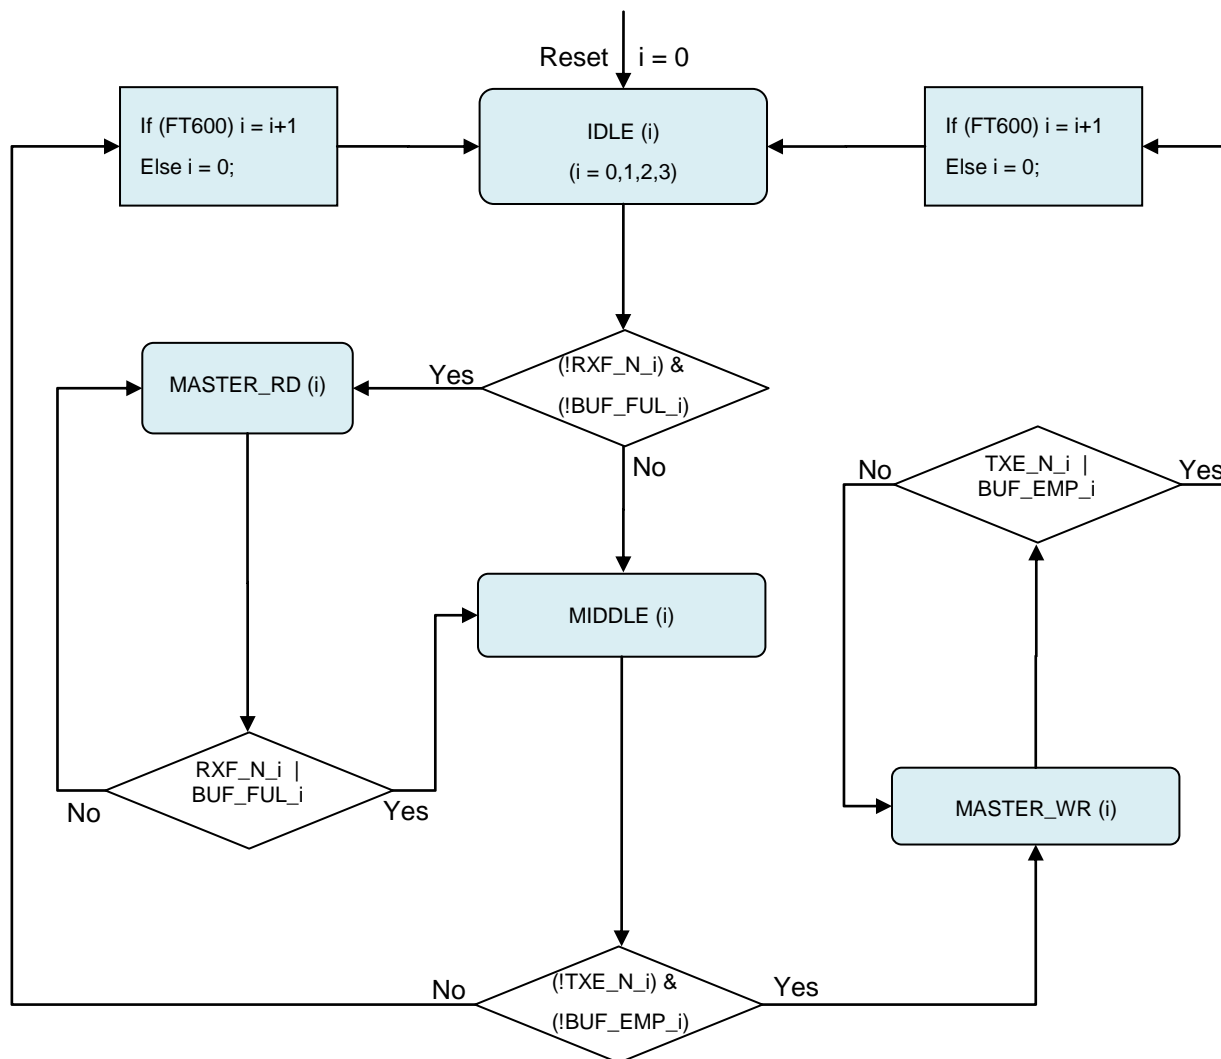 Reset i = 0
If (FT600) i = i+1
Else i = 0;
IDLE (i)
(i = 0,1,2,3)
If (FT600) i = i+1
Else i = 0;
(!RXF_N_i) &
(!BUF_FUL_i)
Yes
No
MASTER_RD (i)
TXE_N_i |
BUF_EMP_i
No
Yes
MIDDLE (i)
RXF_N_i |
BUF_FUL_i
No
Yes
MASTER_WR (i)
(!TXE_N_i) &
(!BUF_EMP_i)
No
Yes